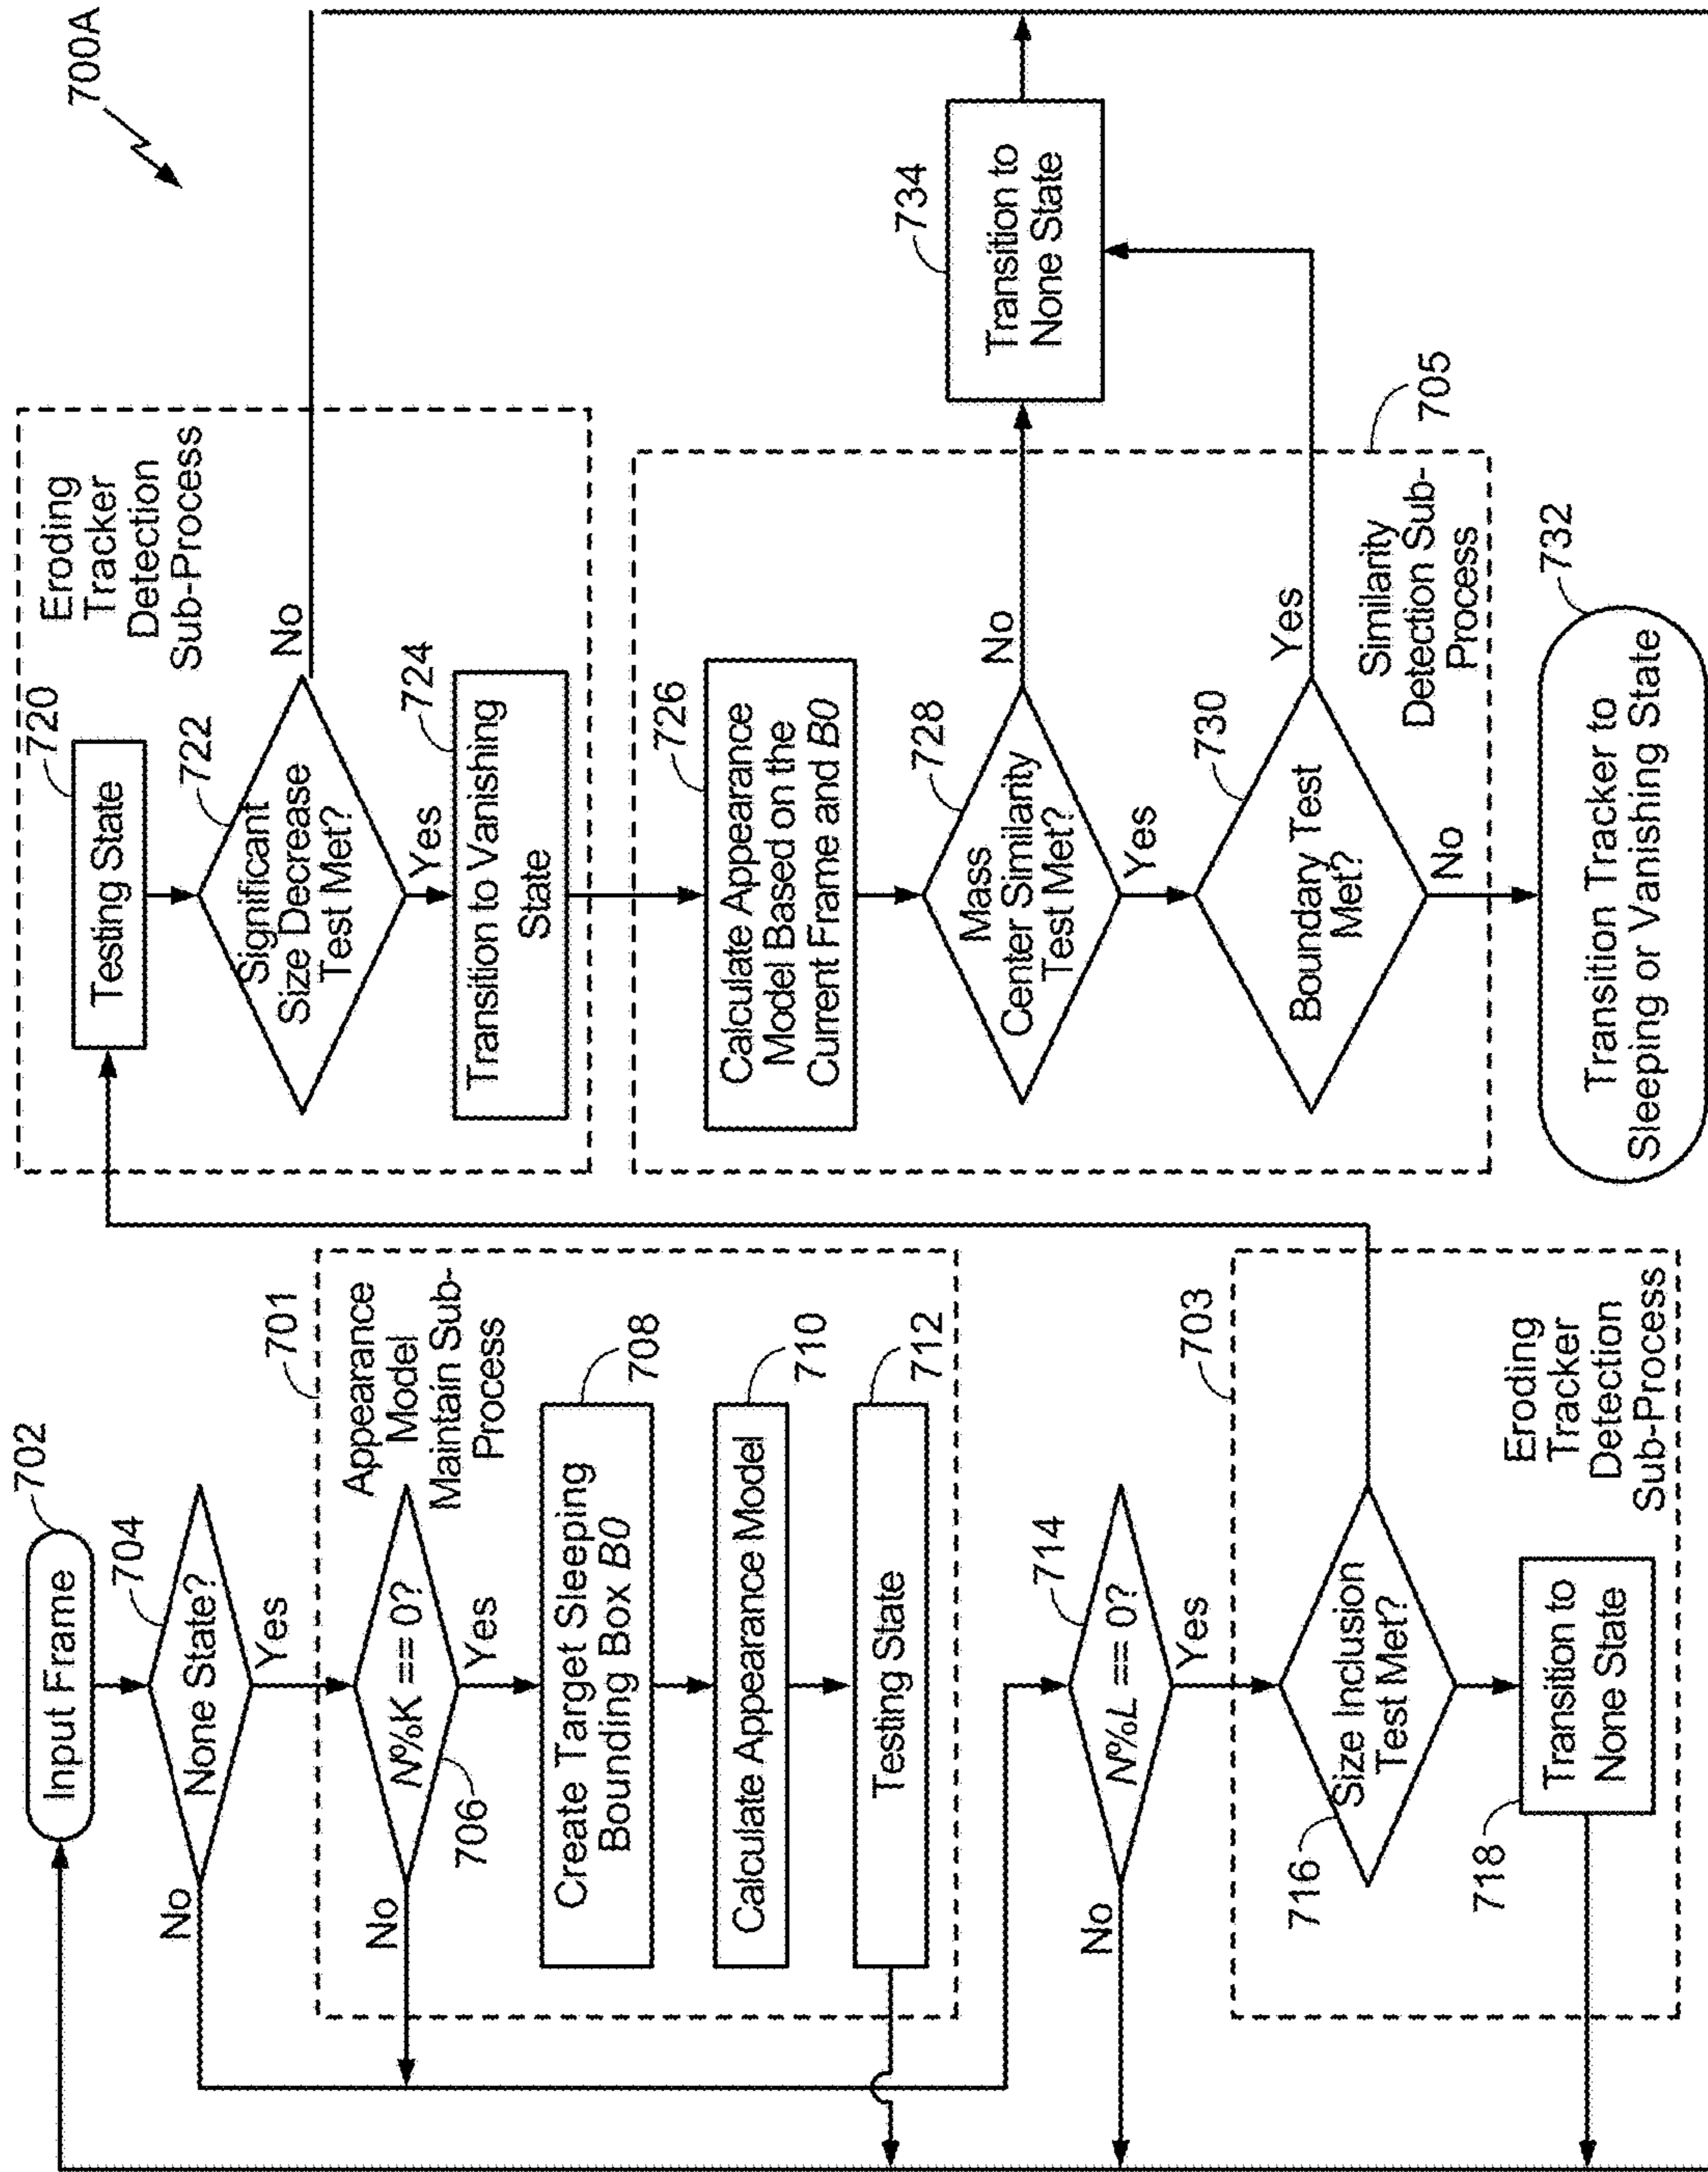 700A
702
Input Frame
704
None State?
No
Yes
701
Appearance
Model
Maintain Sub-
Process
N%K == 0?
706
No
Yes
708
Create Target Sleeping
Bounding Box B0
710
Calculate Appearance Model
712
Testing State
714
N%L == 0?
No
Yes
703
716
Size Inclusion
Test Met?
718
Transition to
None State
Eroding
Tracker
Detection
Sub-Process
720
Testing State
Eroding
Tracker
Detection
Sub-Process
722
Significant
Size Decrease
Test Met?
No
Yes
724
Transition to Vanishing
State
726
Calculate Appearance
Model Based on the
Current Frame and B0
728
Mass
Center Similarity
Test Met?
No
Yes
734
Transition to
None State
730
Boundary Test
Met?
Yes
No
Similarity
Detection Sub-
Process
705
732
Transition Tracker to
Sleeping or Vanishing State